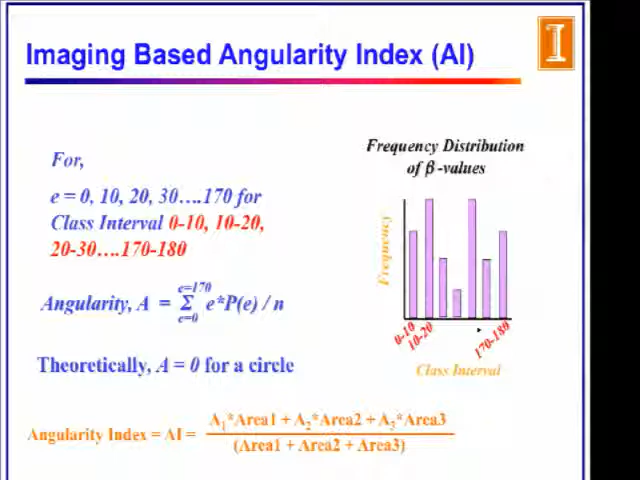 Imaging Based Angularity Index (AI)
I
For,
e = 0, 10, 20, 30….170 for
Class Interval 0-10, 10-20,
20-30….170-180
Angularity, A = Σ e*P(e) / n
e=170
e=0
Theoretically, A = 0 for a circle
Frequency Distribution
of β -values
Frequency
0-10
10-20
170-180
Class Interval
Angularity Index = AI =
A₁*Area1 + A₂*Area2 + A₃*Area3
(Area1 + Area2 + Area3)